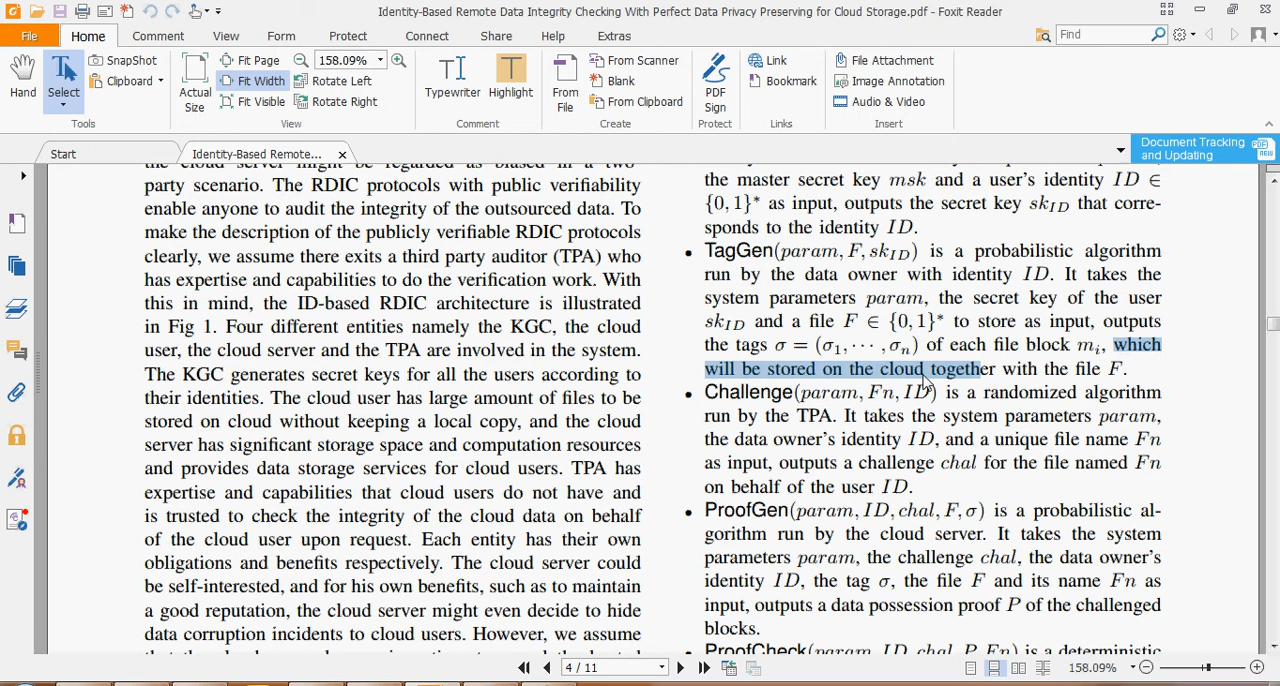 Identity-Based Remote Data Integrity Checking With Perfect Data Privacy Preserving for Cloud Storage.pdf - Foxit Reader
File Home Comment View Form Protect Connect Share Help Extras
Find
Hand
Select
SnapShot
Clipboard
Tools
Actual Size
Fit Page
Fit Width
Fit Visible
158.09%
Rotate Left
Rotate Right
View
Typewriter
Highlight
Comment
From File
From Scanner
Blank
From Clipboard
Create
PDF Sign
Protect
Link
Bookmark
Links
File Attachment
Image Annotation
Audio & Video
Insert
Start
Identity-Based Remote...
Document Tracking
and Updating
the cloud server might be regarded as biased in a two
party scenario. The RDIC protocols with public verifiability
enable anyone to audit the integrity of the outsourced data. To
make the description of the publicly verifiable RDIC protocols
clearly, we assume there exits a third party auditor (TPA) who
has expertise and capabilities to do the verification work. With
this in mind, the ID-based RDIC architecture is illustrated
in Fig 1. Four different entities namely the KGC, the cloud
user, the cloud server and the TPA are involved in the system.
The KGC generates secret keys for all the users according to
their identities. The cloud user has large amount of files to be
stored on cloud without keeping a local copy, and the cloud
server has significant storage space and computation resources
and provides data storage services for cloud users. TPA has
expertise and capabilities that cloud users do not have and
is trusted to check the integrity of the cloud data on behalf
of the cloud user upon request. Each entity has their own
obligations and benefits respectively. The cloud server could
be self-interested, and for his own benefits, such as to maintain
a good reputation, the cloud server might even decide to hide
data corruption incidents to cloud users. However, we assume
the master secret key msk and a user's identity ID ∈
{0, 1}* as input, outputs the secret key skID that corre-
sponds to the identity ID.
• TagGen(param, F, skID) is a probabilistic algorithm
run by the data owner with identity ID. It takes the
system parameters param, the secret key of the user
skID and a file F ∈ {0, 1}* to store as input, outputs
the tags σ = (σ1, ··· , σn) of each file block mi, which
will be stored on the cloud together with the file F.
• Challenge(param, Fn, ID) is a randomized algorithm
run by the TPA. It takes the system parameters param,
the data owner's identity ID, and a unique file name Fn
as input, outputs a challenge chal for the file named Fn
on behalf of the user ID.
• ProofGen(param, ID, chal, F, σ) is a probabilistic al-
gorithm run by the cloud server. It takes the system
parameters param, the challenge chal, the data owner's
identity ID, the tag σ, the file F and its name Fn as
input, outputs a data possession proof P of the challenged
blocks.
• ProofCheck(param, ID, chal, P, Fn) is a deterministic
4 / 11
158.09%